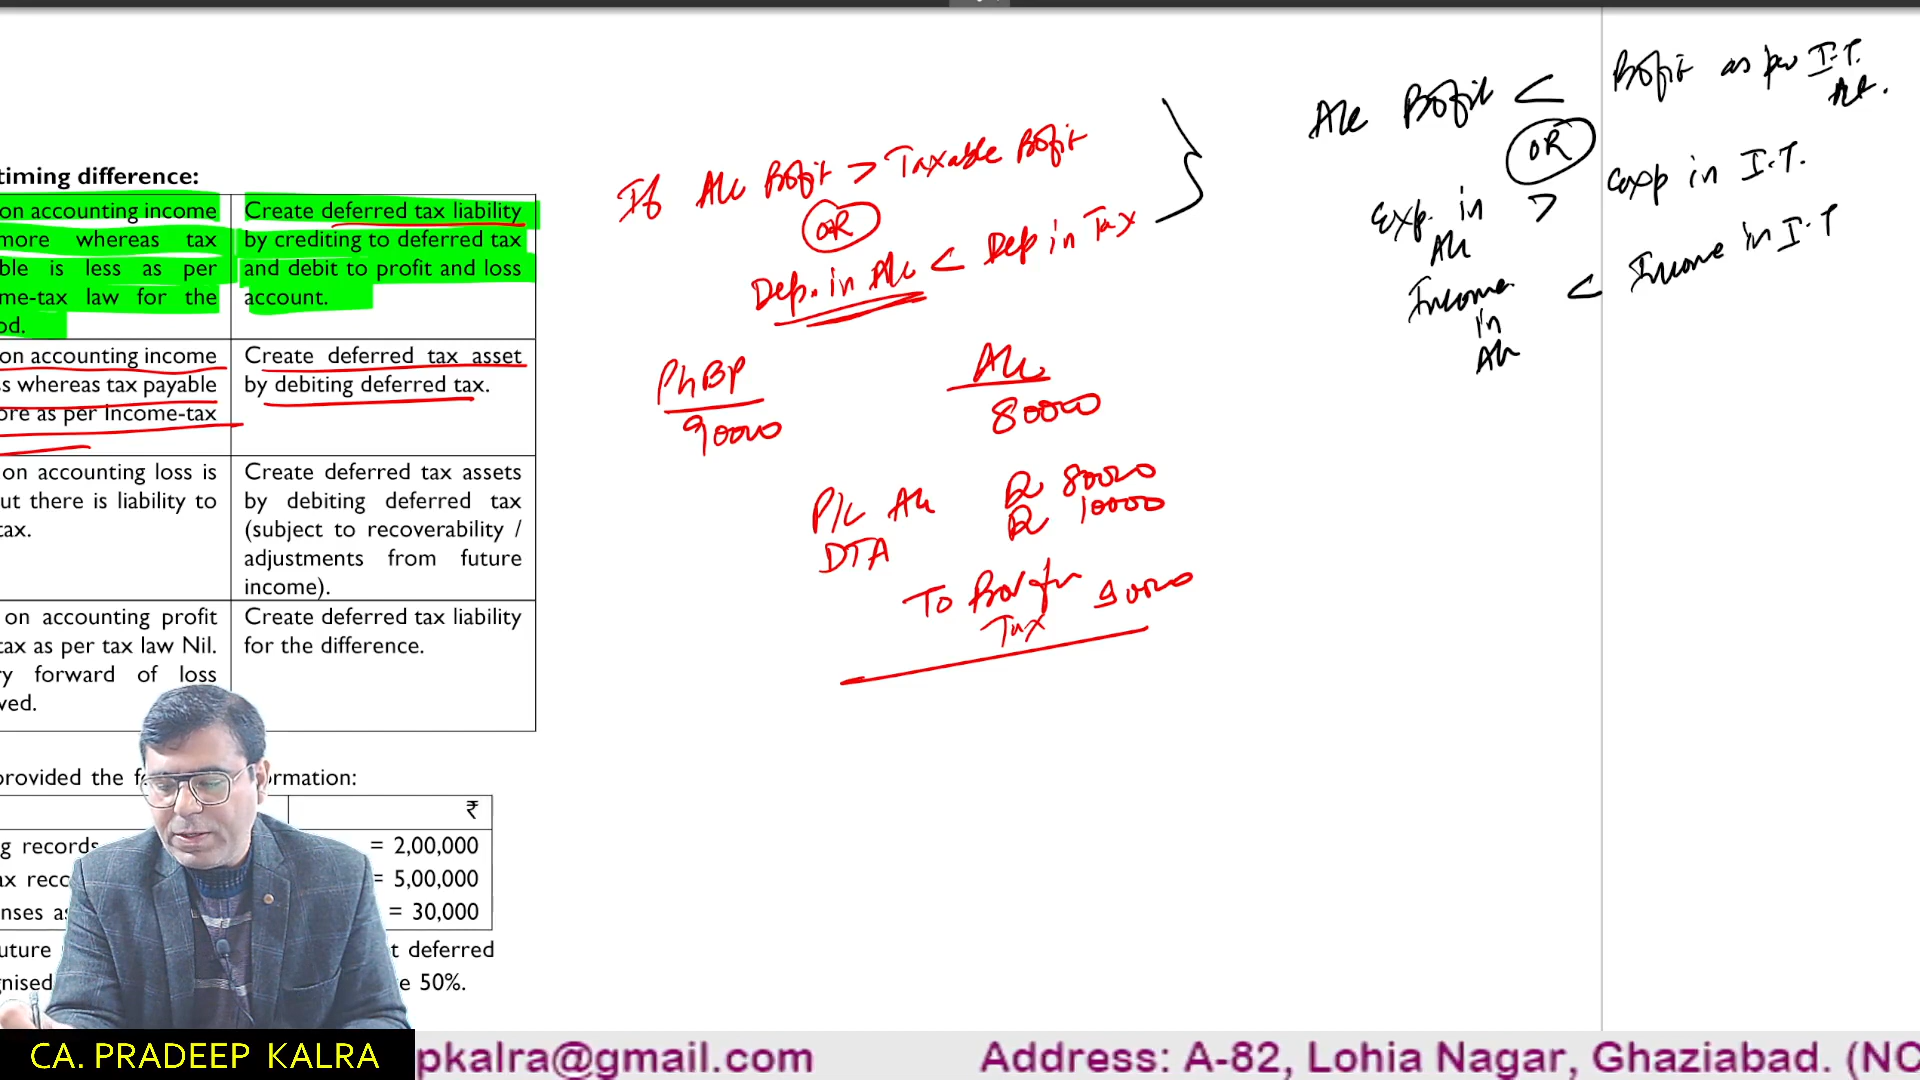 timing difference:
on accounting income
more whereas tax
ble is less as per
me-tax law for the
od.
Create deferred tax liability
by crediting to deferred tax
and debit to profit and loss
account.
on accounting income
s whereas tax payable
ore as per Income-tax
Create deferred tax asset
by debiting deferred tax.
on accounting loss is
ut there is liability to
tax.
Create deferred tax assets
by debiting deferred tax
(subject to recoverability /
adjustments from future
income).
on accounting profit
tax as per tax law Nil.
ry forward of loss
ved.
Create deferred tax liability
for the difference.
provided the f
rmation:
₹
g records
= 2,00,000
ax reco
= 5,00,000
nses as
= 30,000
uture
t deferred
gnised
e 50%.
If A/c Profit > Taxable Profit
OR
Dep. in A/c < Dep in Tax
A/c
90000
80000
P/L A/c Dr 80000
DTA Dr 10000
To
Tax 90000
A/c Profit < Profit as per I.T. Act.
OR
Exp. in A/c > Exp in I.T.
Income in A/c < Income in I.T
CA. PRADEEP KALRA
pkalra@gmail.com
Address: A-82, Lohia Nagar, Ghaziabad. (NC